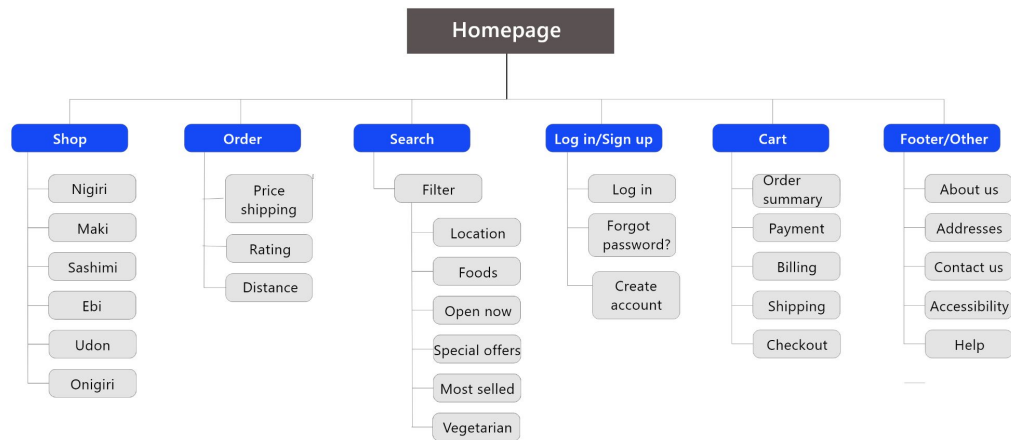 Homepage
Shop
Order
Search
Log in/Sign up
Cart
Footer/Other
Nigiri
Maki
Sashimi
Ebi
Udon
Onigiri
Price
shipping
Rating
Distance
Filter
Location
Foods
Open now
Special offers
Most selled
Vegetarian
Log in
Forgot
password?
Create
account
Order
summary
Payment
Billing
Shipping
Checkout
About us
Addresses
Contact us
Accessibility
Help